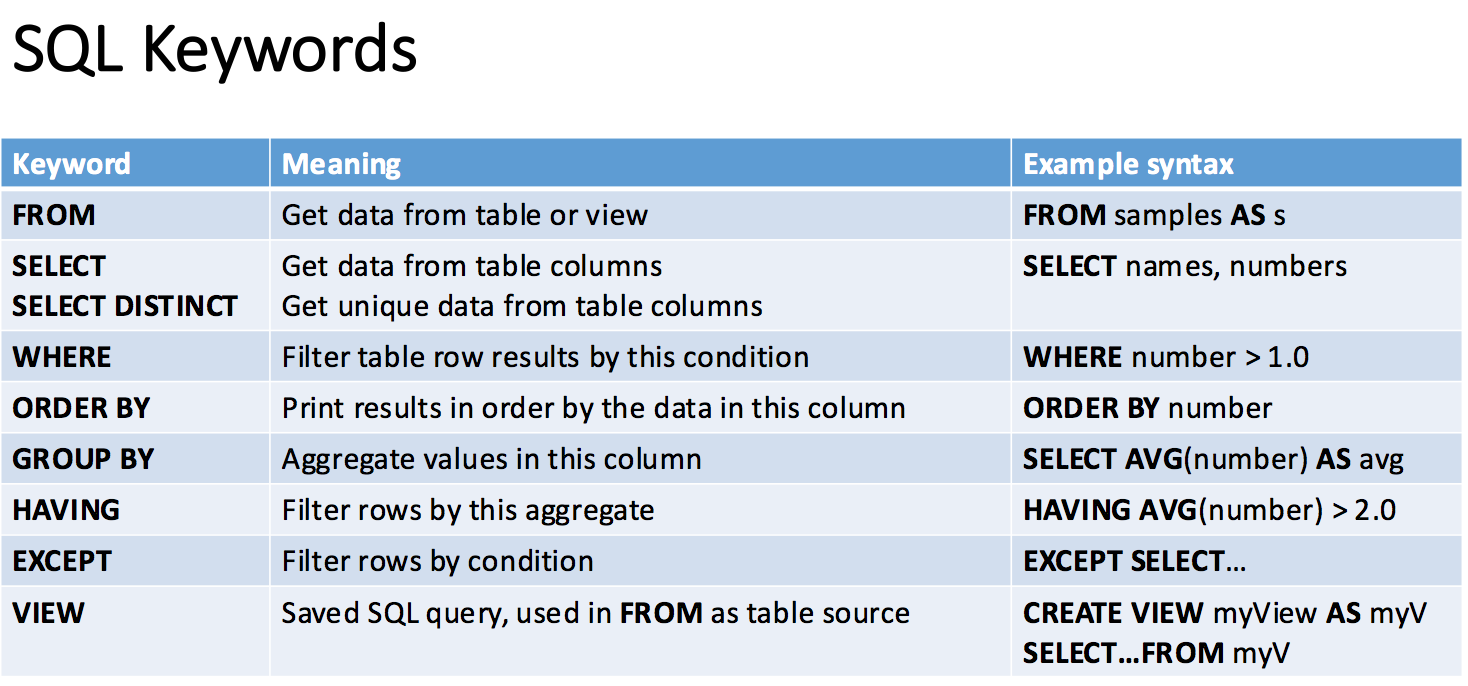 SQL Keywords
Keyword Meaning Example syntax
FROM Get data from table or view FROM samples AS s
SELECT Get data from table columns SELECT names, numbers
SELECT DISTINCT Get unique data from table columns
WHERE Filter table row results by this condition WHERE number > 1.0
ORDER BY Print results in order by the data in this column ORDER BY number
GROUP BY Aggregate values in this column SELECT AVG(number) AS avg
HAVING Filter rows by this aggregate HAVING AVG(number) > 2.0
EXCEPT Filter rows by condition EXCEPT SELECT…
VIEW Saved SQL query, used in FROM as table source CREATE VIEW myView AS myV
SELECT…FROM myV